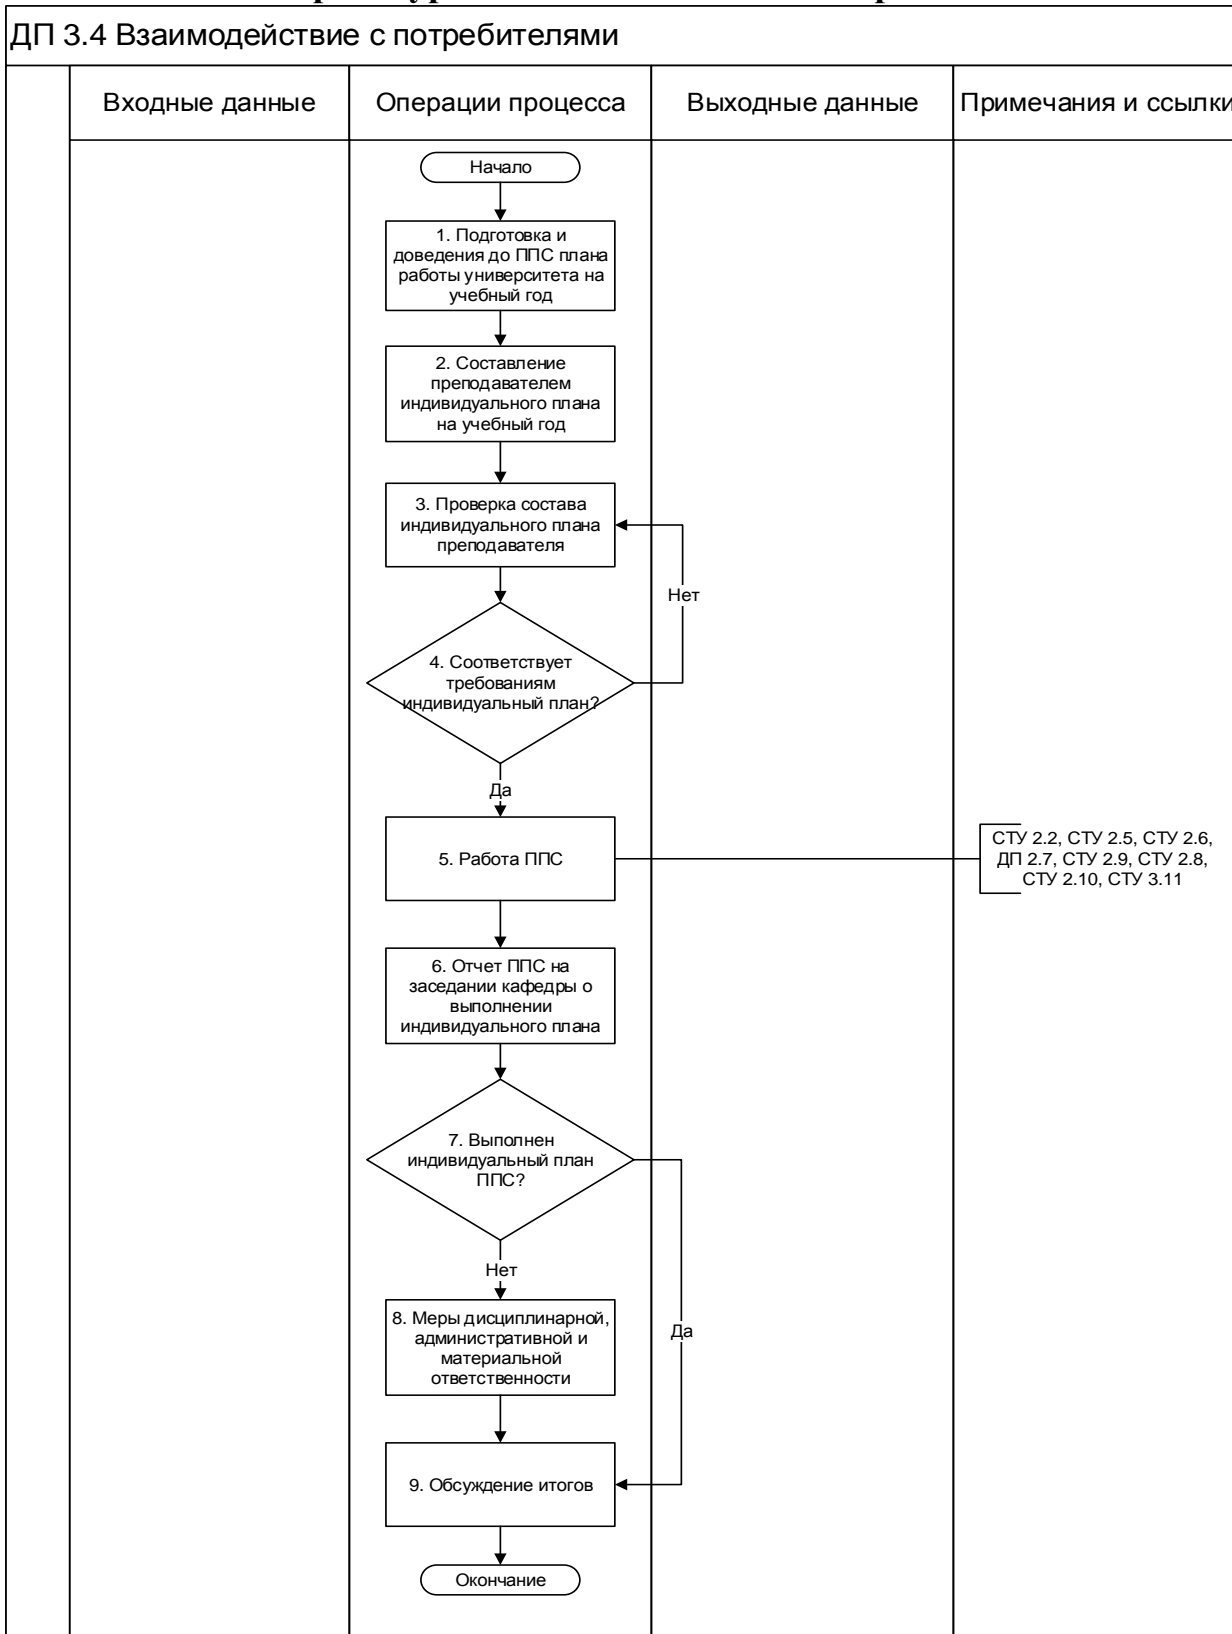 ДП 3.4 Взаимодействие с потребителями
Входные данные
Операции процесса
Выходные данные
Примечания и ссылки
Начало
1. Подготовка и
доведения до ППС плана
работы университета на
учебный год
2. Составление
преподавателем
индивидуального плана
на учебный год
3. Проверка состава
индивидуального плана
преподавателя
Нет
4. Соответствует
требованиям
индивидуальный план?
Да
5. Работа ППС
СТУ 2.2, СТУ 2.5, СТУ 2.6,
ДП 2.7, СТУ 2.9, СТУ 2.8,
СТУ 2.10, СТУ 3.11
6. Отчет ППС на
заседании кафедры о
выполнении
индивидуального плана
7. Выполнен
индивидуальный план
ППС?
Нет
8. Меры дисциплинарной,
административной и
материальной
ответственности
Да
9. Обсуждение итогов
Окончание